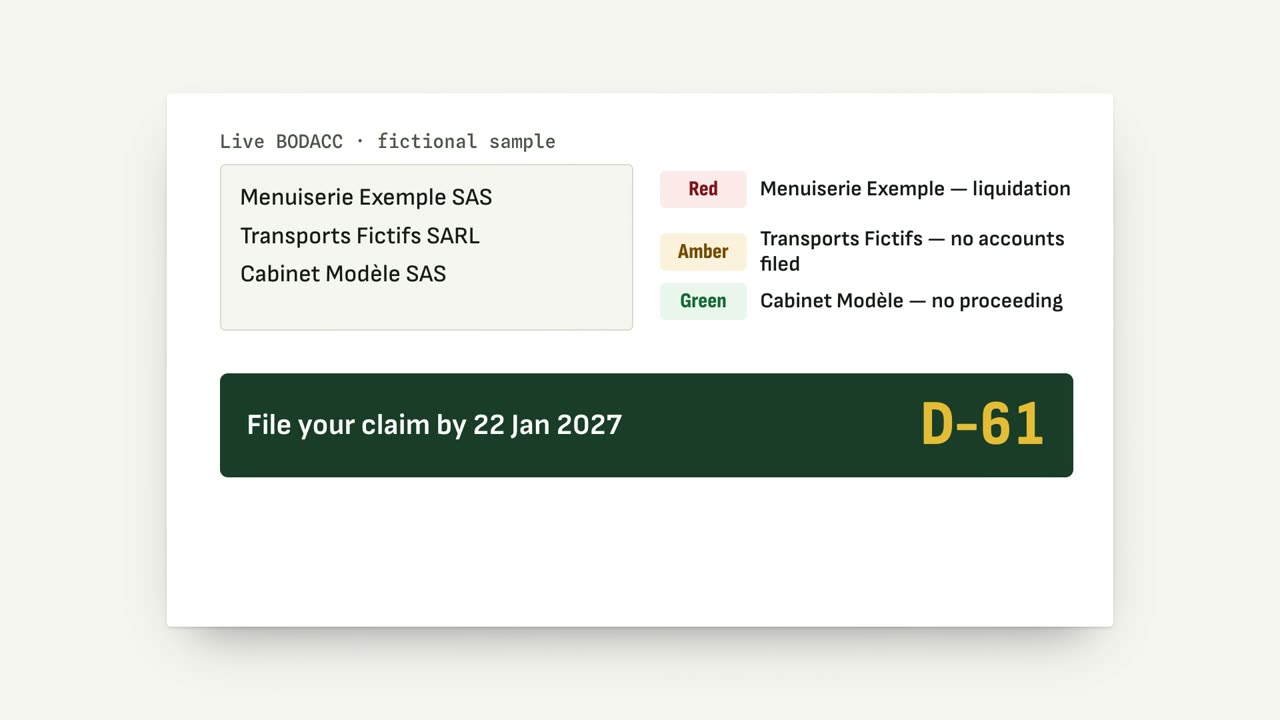 Live BODACC · fictional sample
Menuiserie Exemple SAS
Transports Fictifs SARL
Cabinet Modèle SAS
Red
Menuiserie Exemple — liquidation
Amber
Transports Fictifs — no accounts
filed
Green
Cabinet Modèle — no proceeding
File your claim by 22 Jan 2027
D-61